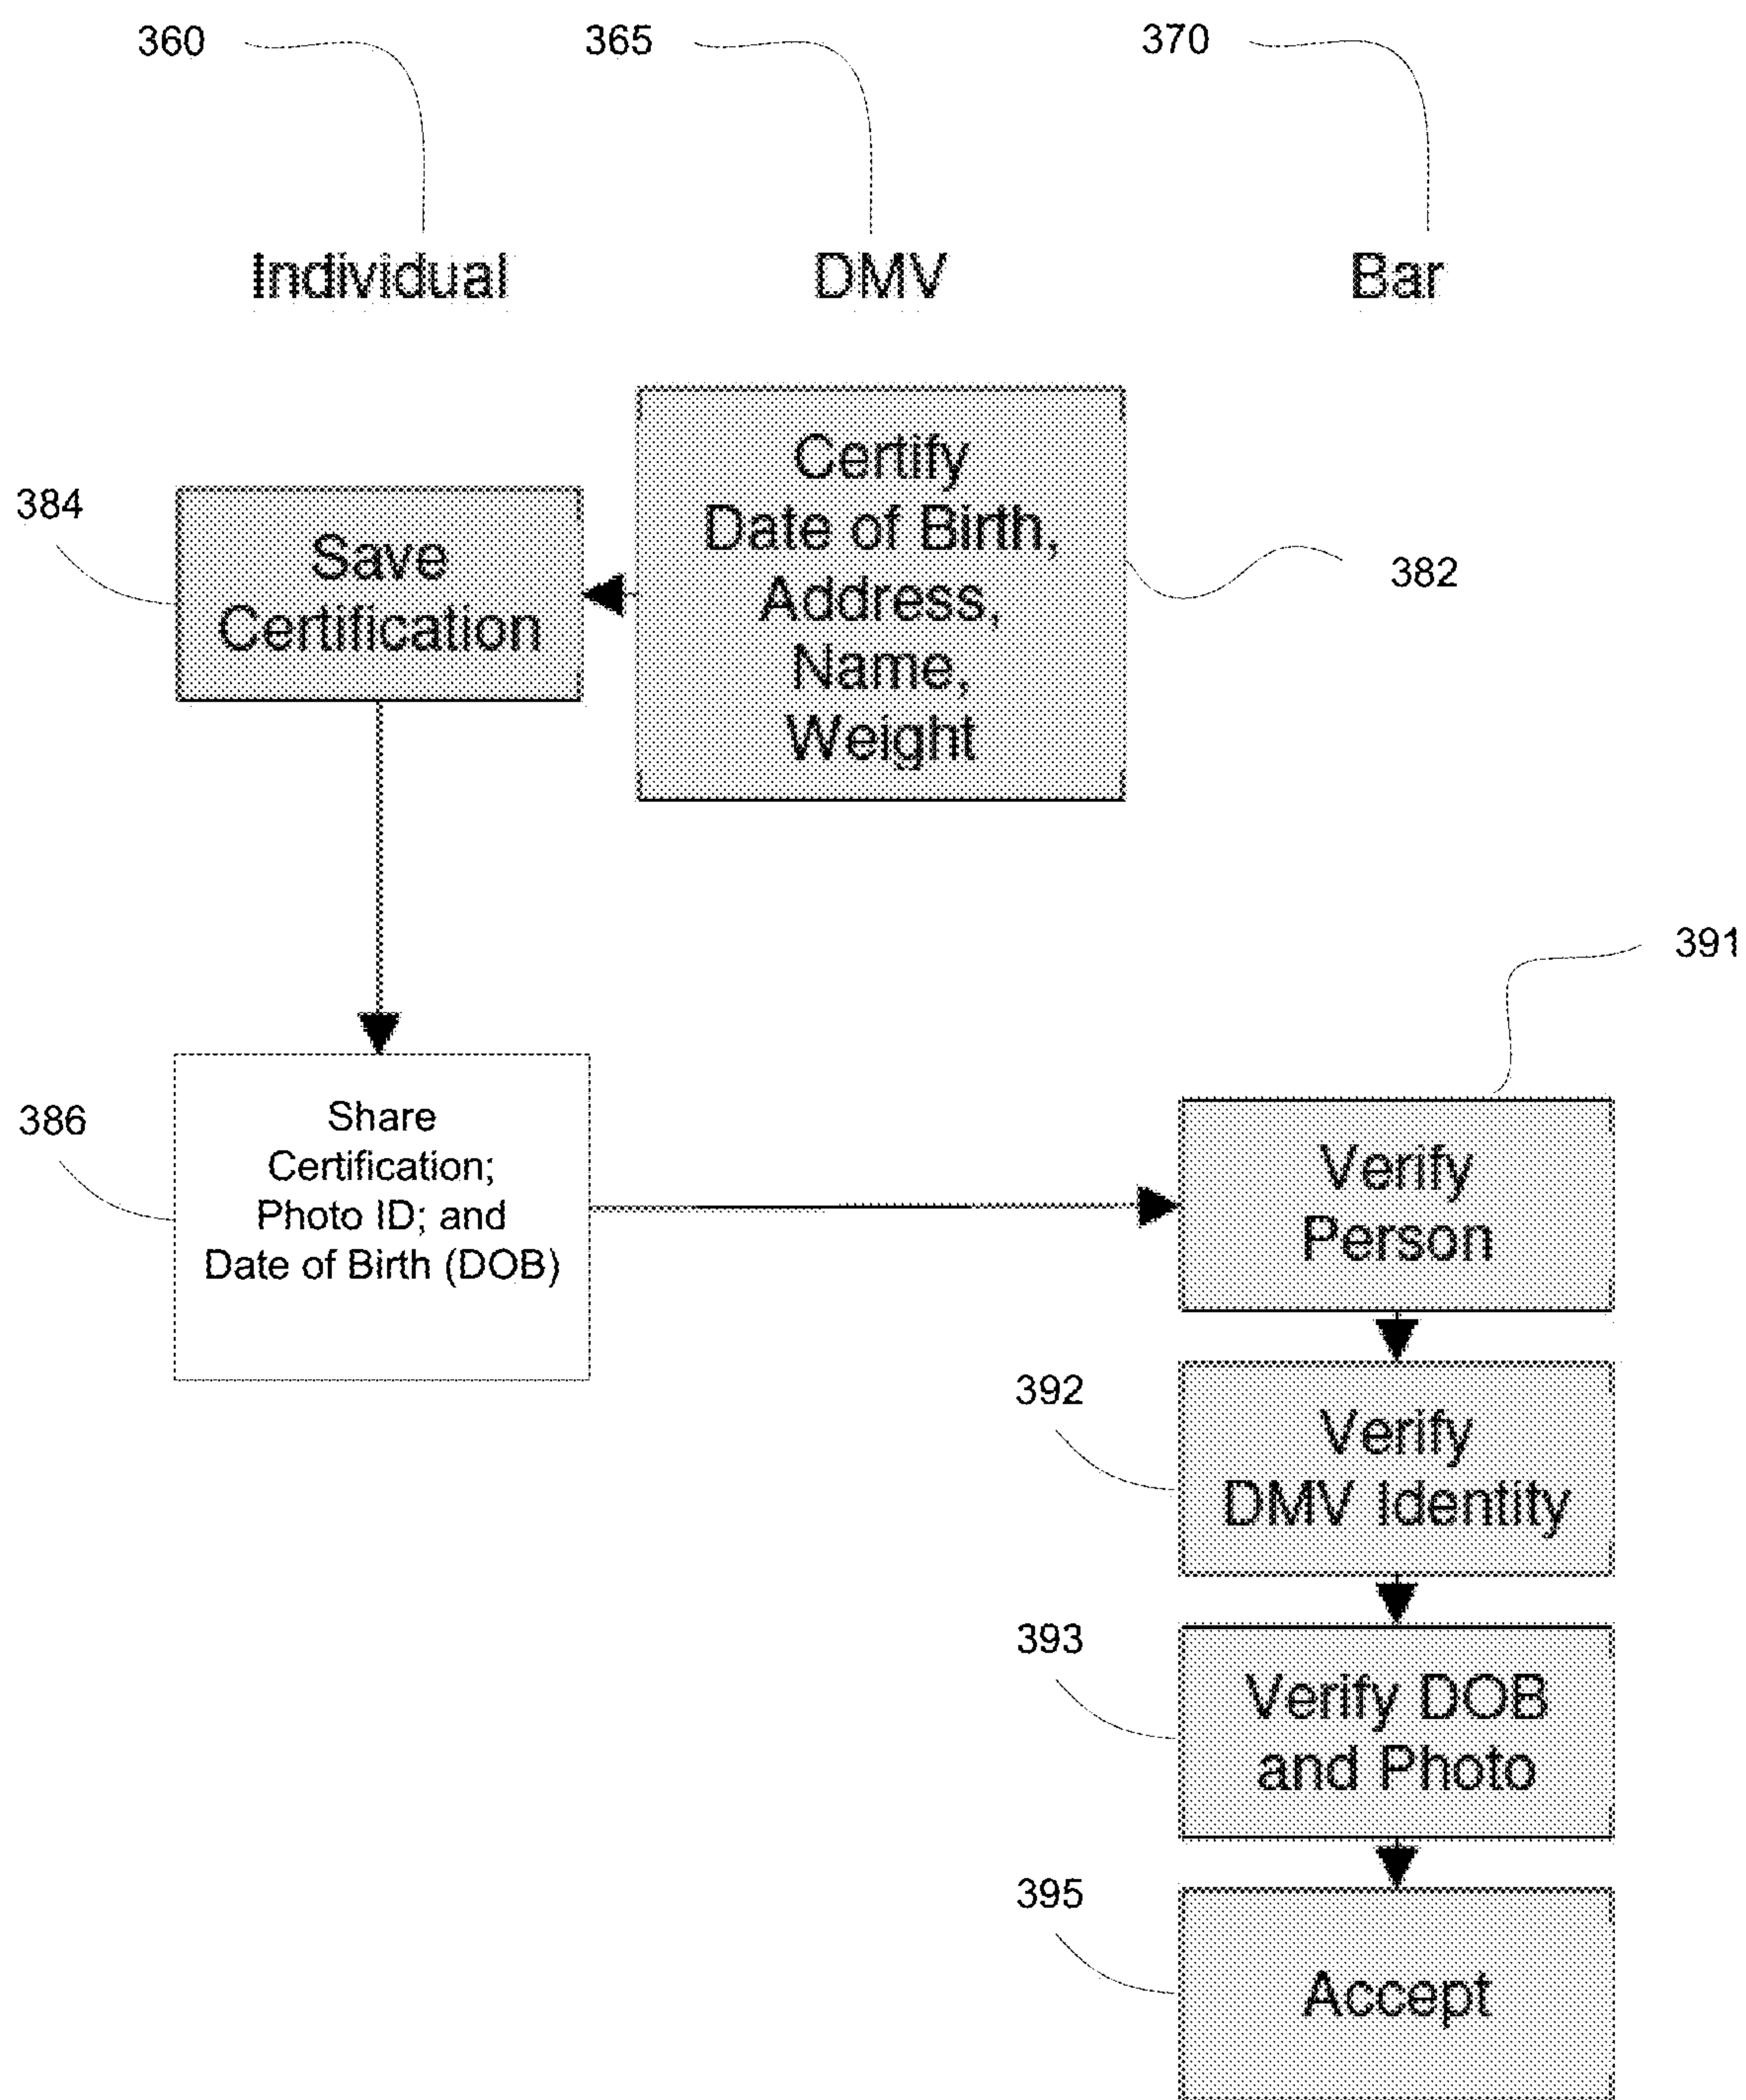 360
365
370
Individual
DMV
Bar
Certify
Date of Birth,
Address,
Name,
Weight
382
384
Save
Certification
386
Share
Certification;
Photo ID; and
Date of Birth (DOB)
391
Verify
Person
392
Verify
DMV Identity
393
Verify DOB
and Photo
395
Accept